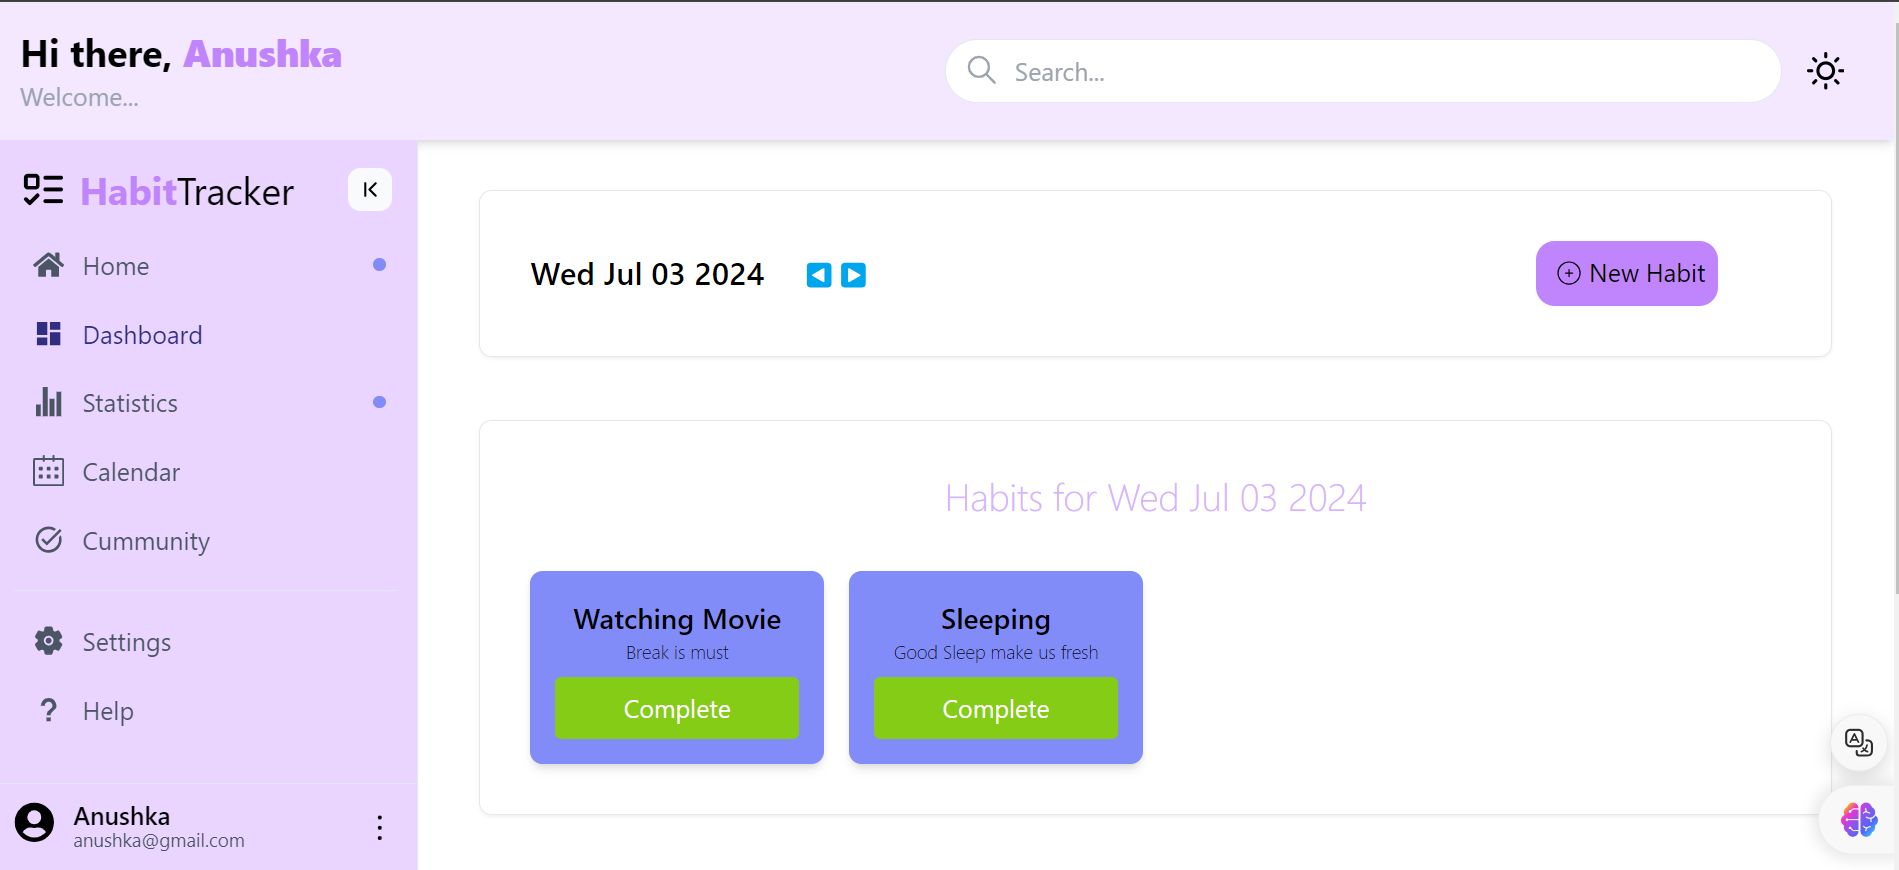 Hi there, Anushka
Welcome...
Search...
HabitTracker
Home
Dashboard
Statistics
Calendar
Cummunity
Settings
Help
Anushka
anushka@gmail.com
Wed Jul 03 2024
New Habit
Habits for Wed Jul 03 2024
Watching Movie
Break is must
Complete
Sleeping
Good Sleep make us fresh
Complete